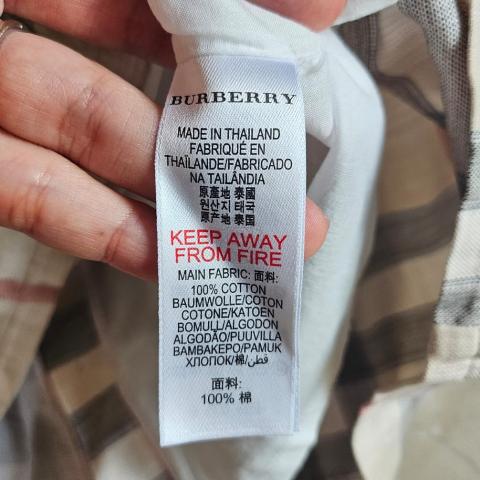 BURBERRY
MADE IN THAILAND
FABRIQUÉ EN
THAÏLANDE/FABRICADO
NA TAILÂNDIA
原產地 泰國
원산지 태국
原产地 泰国
KEEP AWAY
FROM FIRE
MAIN FABRIC: 面料:
100% COTTON
BAUMWOLLE/COTON
COTONE/KATOEN
BOMULL/ALGODON
ALGODÃO/PUUVILLA
ΒΑΜΒΑΚΕΡΟ/PAMUK
ХЛОПОК/棉/قطن
面料:
100% 棉